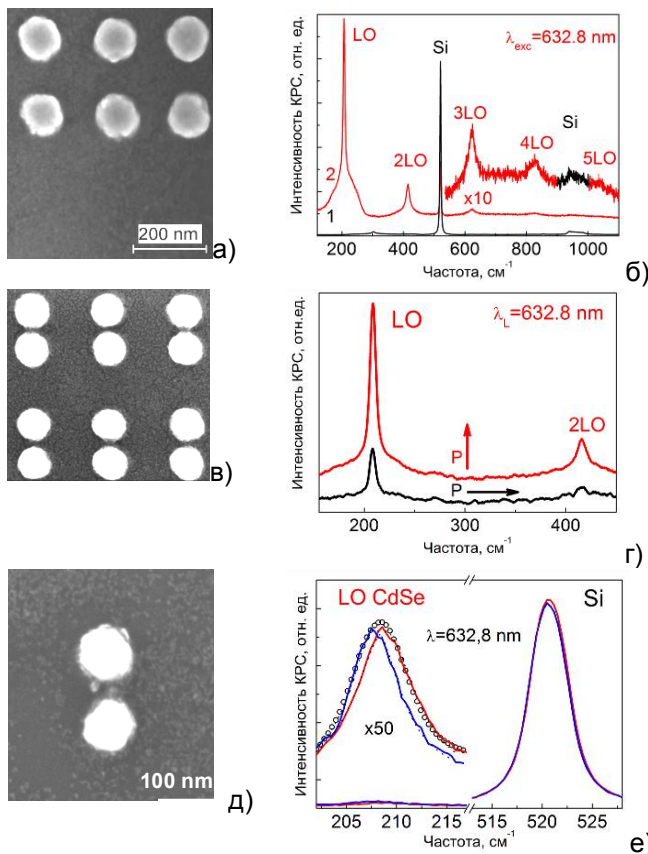 200 nm
а)
Интенсивность КРС, отн. ед.
LO
Si
λexc=632.8 nm
3LO
4LO
Si
5LO
2LO
x10
2
1
200 400 600 800 1000
Частота, см⁻¹
б)
в)
Интенсивность КРС, отн.ед.
LO
λL=632.8 nm
2LO
P
P
200 300 400
Частота, см⁻¹
г)
100 nm
д)
Интенсивность КРС, отн. ед.
LO CdSe
Si
λ=632,8 nm
x50
205 210 215 515 520 525
Частота, см⁻¹
е)